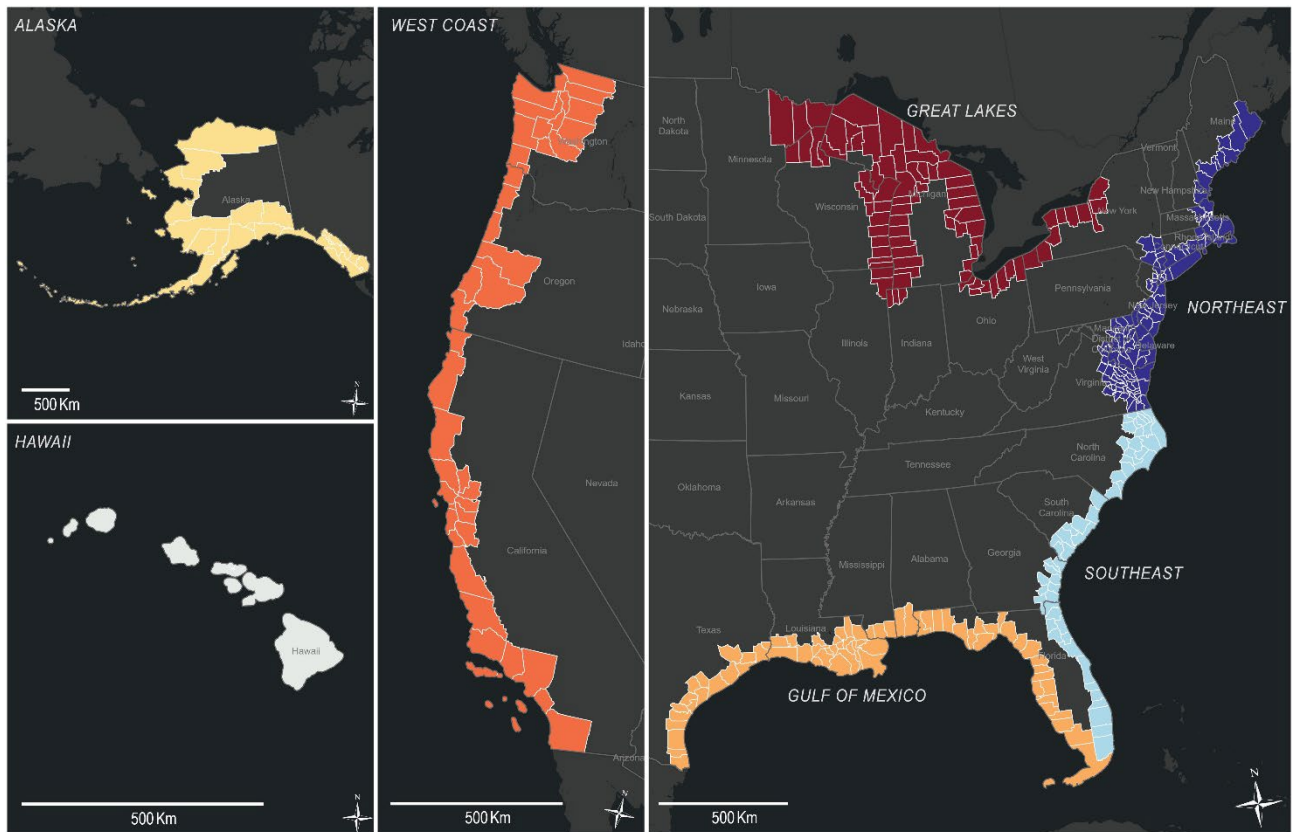 ALASKA
Alaska
N
500 Km
HAWAII
Hawaii
N
500 Km
WEST COAST
Washington
Orogon
Idaho
Nevada
California
Arizona
N
500 Km
GREAT LAKES
North
Dakota
Minnesota
Maine
Vermont
New Hampshire
Wisconsin
Michigan
New York
Massachusetts
South Dakota
Rhode Island
Iowa
Pennsylvania
Nebraska
New Jersey
NORTHEAST
Ohio
Illinois
Indiana
Delaware
West
Virginia
Virginia
Kansas
Missouri
Kentucky
North
Carolina
Tennessee
Oklahoma
Arkansas
South
Carolina
Mississippi
Alabama
Georgia
SOUTHEAST
Texas
Louisiana
Florida
GULF OF MEXICO
N
500 Km